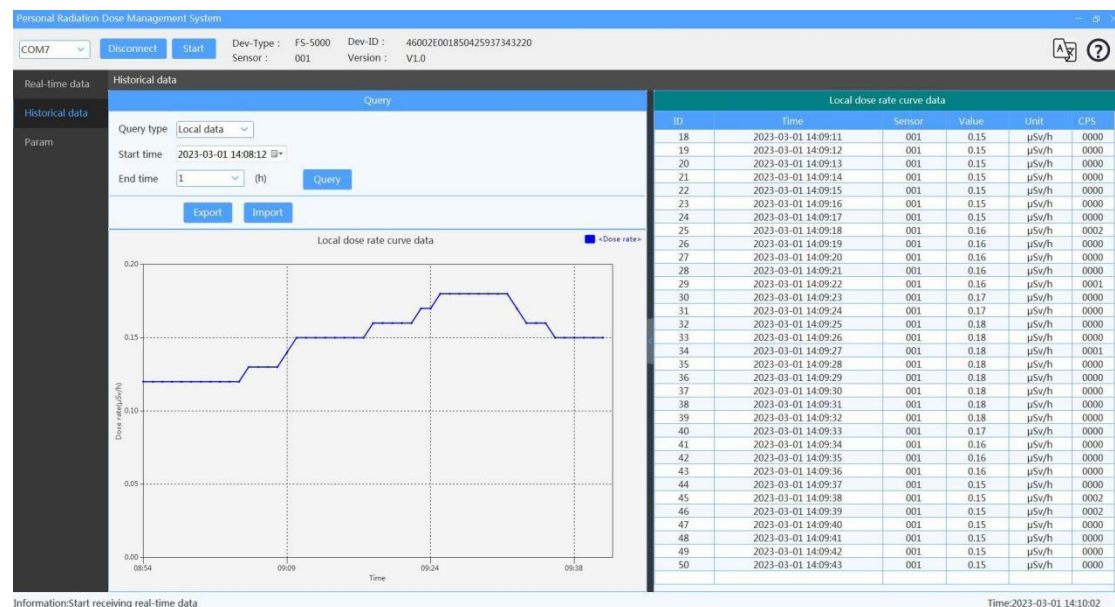 Personal Radiation Dose Management System
COM7 Disconnect Start Dev-Type : FS-5000 Dev-ID : 46002E001850425937343220
Sensor : 001 Version : V1.0
Real-time data
Historical data
Param
Historical data
Query
Query type Local data
Start time 2023-03-01 14:08:12
End time 1 (h) Query
Export Import
Local dose rate curve data
<Dose rate>
0.20
0.15
0.10
0.05
0.00
Dose rate(μSv/h)
08:54 09:09 09:24 09:38
Time
Local dose rate curve data
ID Time Sensor Value Unit CPS
18 2023-03-01 14:09:11 001 0.15 μSv/h 0000
19 2023-03-01 14:09:12 001 0.15 μSv/h 0000
20 2023-03-01 14:09:13 001 0.15 μSv/h 0000
21 2023-03-01 14:09:14 001 0.15 μSv/h 0000
22 2023-03-01 14:09:15 001 0.15 μSv/h 0000
23 2023-03-01 14:09:16 001 0.15 μSv/h 0000
24 2023-03-01 14:09:17 001 0.15 μSv/h 0000
25 2023-03-01 14:09:18 001 0.16 μSv/h 0002
26 2023-03-01 14:09:19 001 0.16 μSv/h 0000
27 2023-03-01 14:09:20 001 0.16 μSv/h 0000
28 2023-03-01 14:09:21 001 0.16 μSv/h 0000
29 2023-03-01 14:09:22 001 0.16 μSv/h 0001
30 2023-03-01 14:09:23 001 0.17 μSv/h 0000
31 2023-03-01 14:09:24 001 0.17 μSv/h 0000
32 2023-03-01 14:09:25 001 0.18 μSv/h 0000
33 2023-03-01 14:09:26 001 0.18 μSv/h 0000
34 2023-03-01 14:09:27 001 0.18 μSv/h 0001
35 2023-03-01 14:09:28 001 0.18 μSv/h 0000
36 2023-03-01 14:09:29 001 0.18 μSv/h 0000
37 2023-03-01 14:09:30 001 0.18 μSv/h 0000
38 2023-03-01 14:09:31 001 0.18 μSv/h 0000
39 2023-03-01 14:09:32 001 0.18 μSv/h 0000
40 2023-03-01 14:09:33 001 0.17 μSv/h 0000
41 2023-03-01 14:09:34 001 0.16 μSv/h 0000
42 2023-03-01 14:09:35 001 0.16 μSv/h 0000
43 2023-03-01 14:09:36 001 0.16 μSv/h 0000
44 2023-03-01 14:09:37 001 0.15 μSv/h 0000
45 2023-03-01 14:09:38 001 0.15 μSv/h 0002
46 2023-03-01 14:09:39 001 0.15 μSv/h 0002
47 2023-03-01 14:09:40 001 0.15 μSv/h 0000
48 2023-03-01 14:09:41 001 0.15 μSv/h 0000
49 2023-03-01 14:09:42 001 0.15 μSv/h 0000
50 2023-03-01 14:09:43 001 0.15 μSv/h 0000
Information:Start receiving real-time data
Time:2023-03-01 14:10:02